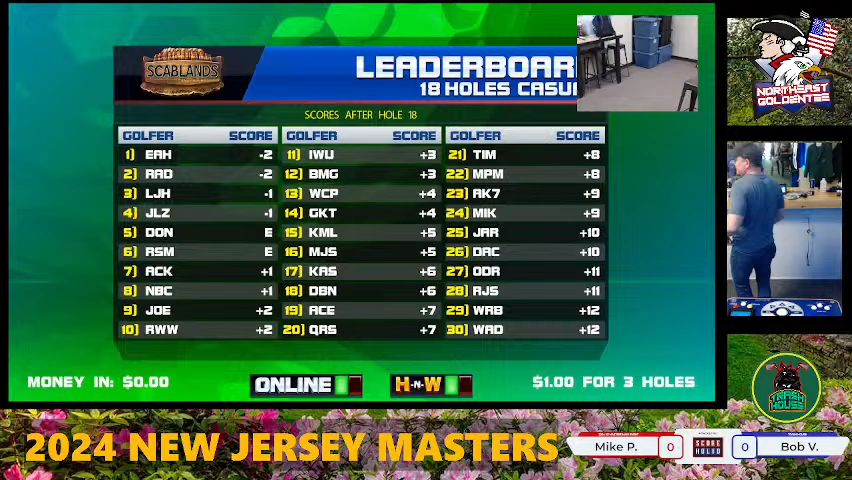 SCABLANDS
LEADERBOAR
18 HOLES CASU
SCORES AFTER HOLE 18
GOLFER SCORE GOLFER SCORE GOLFER SCORE
1) EAH -2 11) IWU +3 21) TIM +8
2) RAD -2 12) BMG +3 22) MPM +8
3) LJH -1 13) WCP +4 23) AK7 +9
4) JLZ -1 14) GKT +4 24) MIK +9
5) DON E 15) KML +5 25) JAR +10
6) RSM E 16) MJS +5 26) DAC +10
7) ACK +1 17) KAS +6 27) ODR +11
8) NBC +1 18) DBN +6 28) RJS +11
9) JOE +2 19) ACE +7 29) WRB +12
10) RWW +2 20) QRS +7 30) WAD +12
MONEY IN: $0.00
ONLINE
H-N-W
$1.00 FOR 3 HOLES
NORTHEAST
GOLDENTEE
TRASH
HOUSE
2024 NEW JERSEY MASTERS
Mike P. 0
SCORE
HOLIO
0 Bob V.